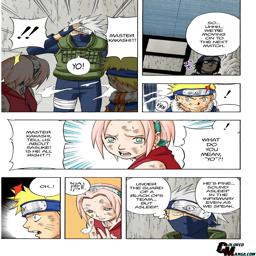 SO...
UHH...
WE'RE
MOVING ON
TO THE
NEXT
MATCH.
MASTER
KAKASHI!!
!!
YO!
!
WHAT
DO YOU
MEAN,
"YO"?!
MASTER
KAKASHI,
TELL US
ABOUT
SASUKE!
IS HE ALL
RIGHT?!
HE'S
FINE...
SOUND
ASLEEP
IN THE
INFIRMARY
EVEN AS
WE SPEAK.
UNDER
THE GUARD
OF A
BLACK OPS
TEAM...
BUT
ASLEEP.
OH...!
COLORED
MANGA.COM